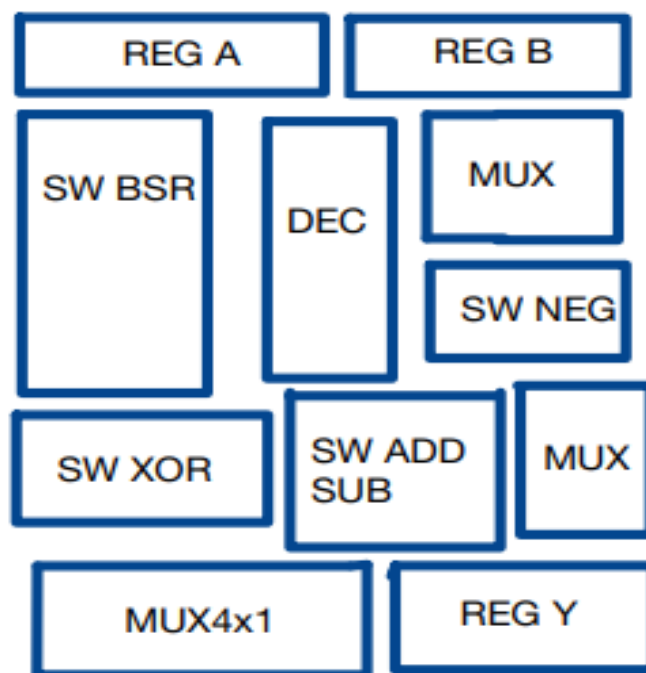 REG A
REG B
SW BSR
DEC
MUX
SW NEG
SW XOR
SW ADD
SUB
MUX
MUX4x1
REG Y